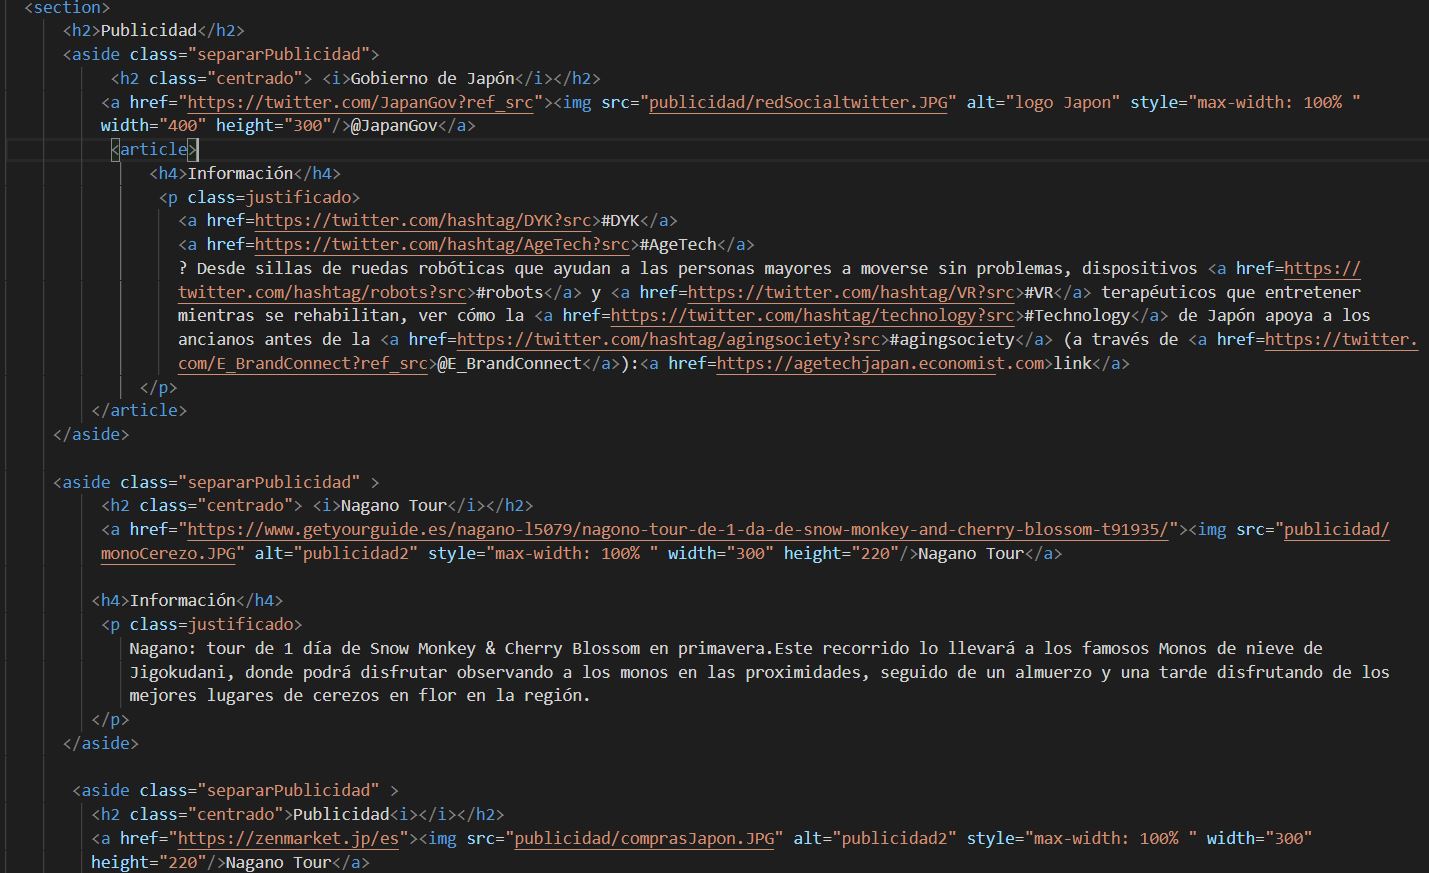 <section>
<h2>Publicidad</h2>
<aside class="separarPublicidad">
<h2 class="centrado"> <i>Gobierno de Japón</i></h2>
<a href="https://twitter.com/JapanGov?ref_src"><img src="publicidad/redSocialtwitter.JPG" alt="logo Japon" style="max-width: 100% "
width="400" height="300"/>@JapanGov</a>
<article>
<h4>Información</h4>
<p class=justificado>
<a href=https://twitter.com/hashtag/DYK?src>#DYK</a>
<a href=https://twitter.com/hashtag/AgeTech?src>#AgeTech</a>
? Desde sillas de ruedas robóticas que ayudan a las personas mayores a moverse sin problemas, dispositivos <a href=https://
twitter.com/hashtag/robots?src>#robots</a> y <a href=https://twitter.com/hashtag/VR?src>#VR</a> terapéuticos que entretener
mientras se rehabilitan, ver cómo la <a href=https://twitter.com/hashtag/technology?src>#Technology</a> de Japón apoya a los
ancianos antes de la <a href=https://twitter.com/hashtag/agingsociety?src>#agingsociety</a> (a través de <a href=https://twitter.
com/E_BrandConnect?ref_src>@E_BrandConnect</a>):<a href=https://agetechjapan.economist.com>link</a>
</p>
</article>
</aside>
<aside class="separarPublicidad" >
<h2 class="centrado"> <i>Nagano Tour</i></h2>
<a href="https://www.getyourguide.es/nagano-l5079/nagono-tour-de-1-da-de-snow-monkey-and-cherry-blossom-t91935/"><img src="publicidad/
monoCerezo.JPG" alt="publicidad2" style="max-width: 100% " width="300" height="220"/>Nagano Tour</a>
<h4>Información</h4>
<p class=justificado>
Nagano: tour de 1 día de Snow Monkey & Cherry Blossom en primavera.Este recorrido lo llevará a los famosos Monos de nieve de
Jigokudani, donde podrá disfrutar observando a los monos en las proximidades, seguido de un almuerzo y una tarde disfrutando de los
mejores lugares de cerezos en flor en la región.
</p>
</aside>
<aside class="separarPublicidad" >
<h2 class="centrado">Publicidad<i></i></h2>
<a href="https://zenmarket.jp/es"><img src="publicidad/comprasJapon.JPG" alt="publicidad2" style="max-width: 100% " width="300"
height="220"/>Nagano Tour</a>